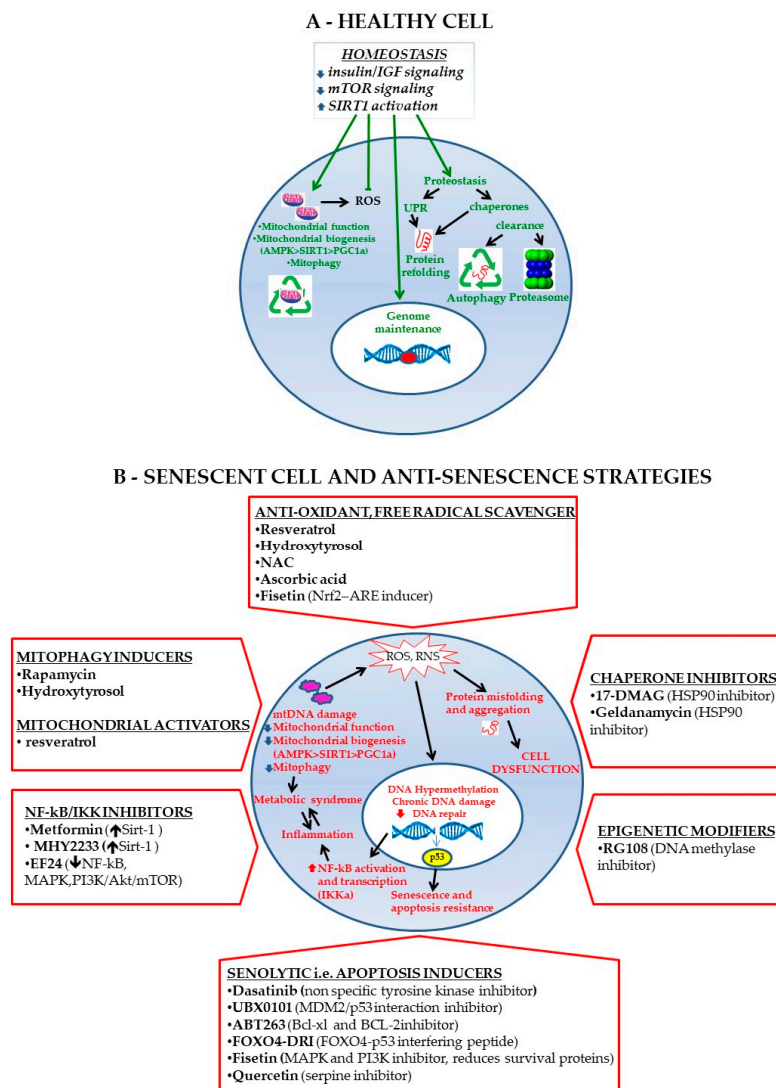 A - HEALTHY CELL
HOMEOSTASIS
insulin/IGF signaling
mTOR signaling
SIRT1 activation
ROS
•Mitochondrial function
•Mitochondrial biogenesis
(AMPK>SIRT1>PGC1a)
•Mitophagy
Proteostasis
UPR
chaperones
Protein
refolding
clearance
Autophagy
Proteasome
Genome
maintenance
B - SENESCENT CELL AND ANTI-SENESCENCE STRATEGIES
ANTI-OXIDANT, FREE RADICAL SCAVENGER
•Resveratrol
•Hydroxytyrosol
•NAC
•Ascorbic acid
•Fisetin (Nrf2–ARE inducer)
MITOPHAGY INDUCERS
•Rapamycin
•Hydroxytyrosol
MITOCHONDRIAL ACTIVATORS
• resveratrol
NF-kB/IKK INHIBITORS
•Metformin (↑Sirt-1 )
• MHY2233 (↑Sirt-1 )
•EF24 (↓NF-kB,
MAPK,PI3K/Akt/mTOR)
ROS, RNS
mtDNA damage
Mitochondrial function
Mitochondrial biogenesis
(AMPK>SIRT1>PGC1a)
Mitophagy
Metabolic syndrome
Inflammation
NF-kB activation
and transcription
(IKKa)
Protein misfolding
and aggregation
CELL
DYSFUNCTION
DNA Hypermethylation
Chronic DNA damage
DNA repair
p53
Senescence and
apoptosis resistance
CHAPERONE INHIBITORS
•17-DMAG (HSP90 inhibitor)
•Geldanamycin (HSP90
inhibitor)
EPIGENETIC MODIFIERS
•RG108 (DNA methylase
inhibitor)
SENOLYTIC i.e. APOPTOSIS INDUCERS
•Dasatinib (non specific tyrosine kinase inhibitor)
•UBX0101 (MDM2/p53 interaction inhibitor)
•ABT263 (Bcl-xl and BCL-2inhibitor)
•FOXO4-DRI (FOXO4-p53 interfering peptide)
•Fisetin (MAPK and PI3K inhibitor, reduces survival proteins)
•Quercetin (serpine inhibitor)